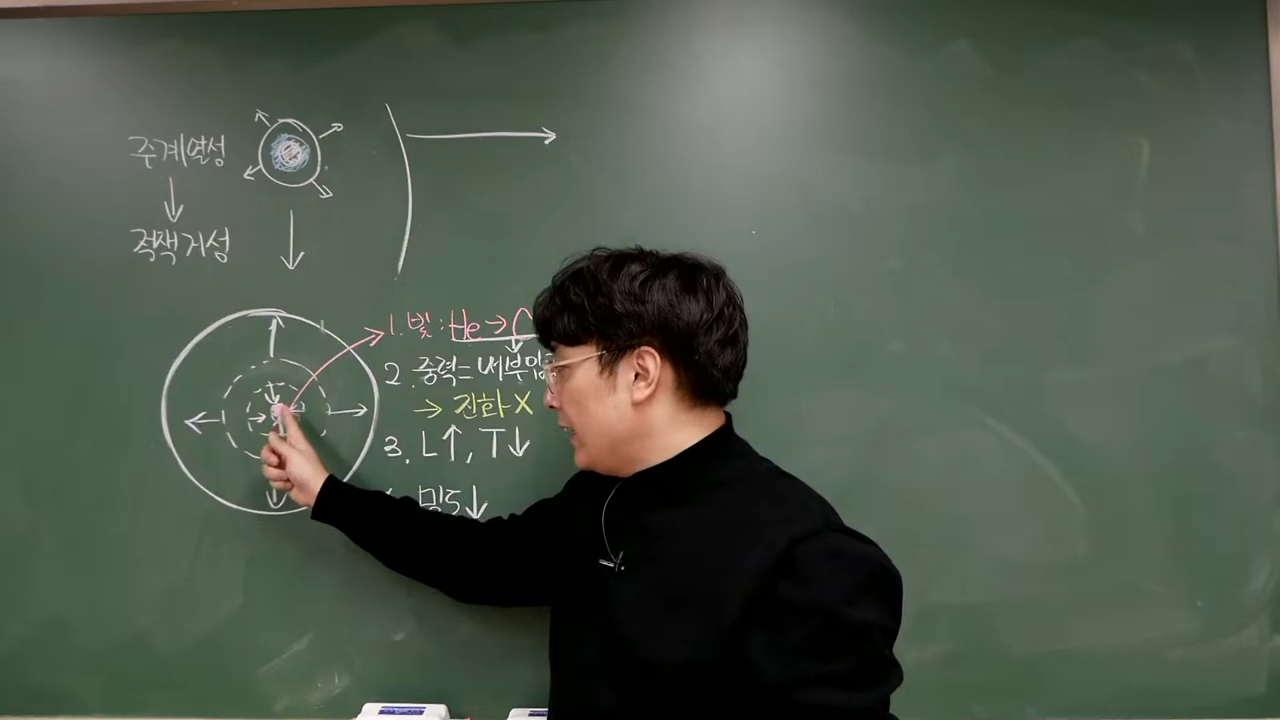 주계열성
↓
적색거성
1. 빛 : He → C
2. 중력 = 내부압
→ 진화 X
3. L↑, T↓
밀도↓